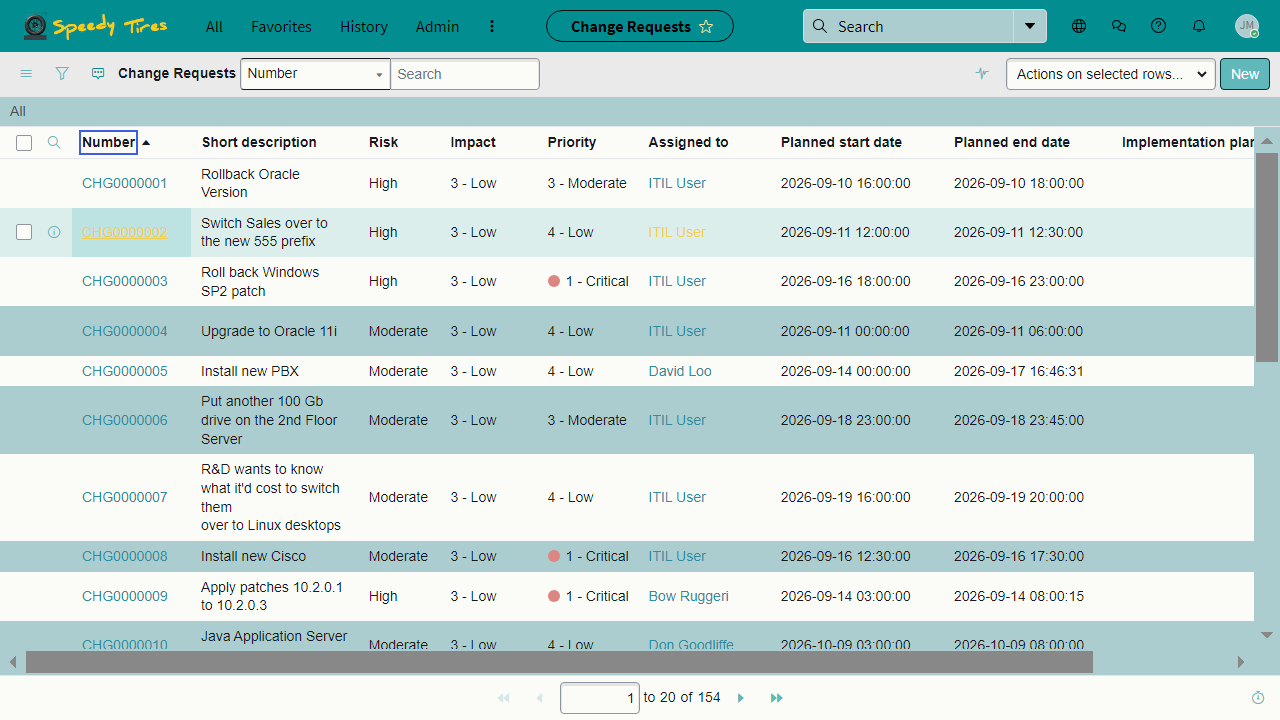 Speedy Tires All Favorites History Admin Change Requests Search JM
Change Requests Number Search Actions on selected rows... New
All
Number Short description Risk Impact Priority Assigned to Planned start date Planned end date Implementation plan
CHG0000001 Rollback Oracle Version High 3 - Low 3 - Moderate ITIL User 2026-09-10 16:00:00 2026-09-10 18:00:00
CHG0000002 Switch Sales over to the new 555 prefix High 3 - Low 4 - Low ITIL User 2026-09-11 12:00:00 2026-09-11 12:30:00
CHG0000003 Roll back Windows SP2 patch High 3 - Low 1 - Critical ITIL User 2026-09-16 18:00:00 2026-09-16 23:00:00
CHG0000004 Upgrade to Oracle 11i Moderate 3 - Low 4 - Low ITIL User 2026-09-11 00:00:00 2026-09-11 06:00:00
CHG0000005 Install new PBX Moderate 3 - Low 4 - Low David Loo 2026-09-14 00:00:00 2026-09-17 16:46:31
CHG0000006 Put another 100 Gb drive on the 2nd Floor Server Moderate 3 - Low 3 - Moderate ITIL User 2026-09-18 23:00:00 2026-09-18 23:45:00
CHG0000007 R&D wants to know what it'd cost to switch them over to Linux desktops Moderate 3 - Low 4 - Low ITIL User 2026-09-19 16:00:00 2026-09-19 20:00:00
CHG0000008 Install new Cisco Moderate 3 - Low 1 - Critical ITIL User 2026-09-16 12:30:00 2026-09-16 17:30:00
CHG0000009 Apply patches 10.2.0.1 to 10.2.0.3 High 3 - Low 1 - Critical Bow Ruggeri 2026-09-14 03:00:00 2026-09-14 08:00:15
CHG0000010 Java Application Server Moderate 3 - Low 4 - Low Don Goodliffe 2026-10-09 03:00:00 2026-10-09 08:00:00
1 to 20 of 154